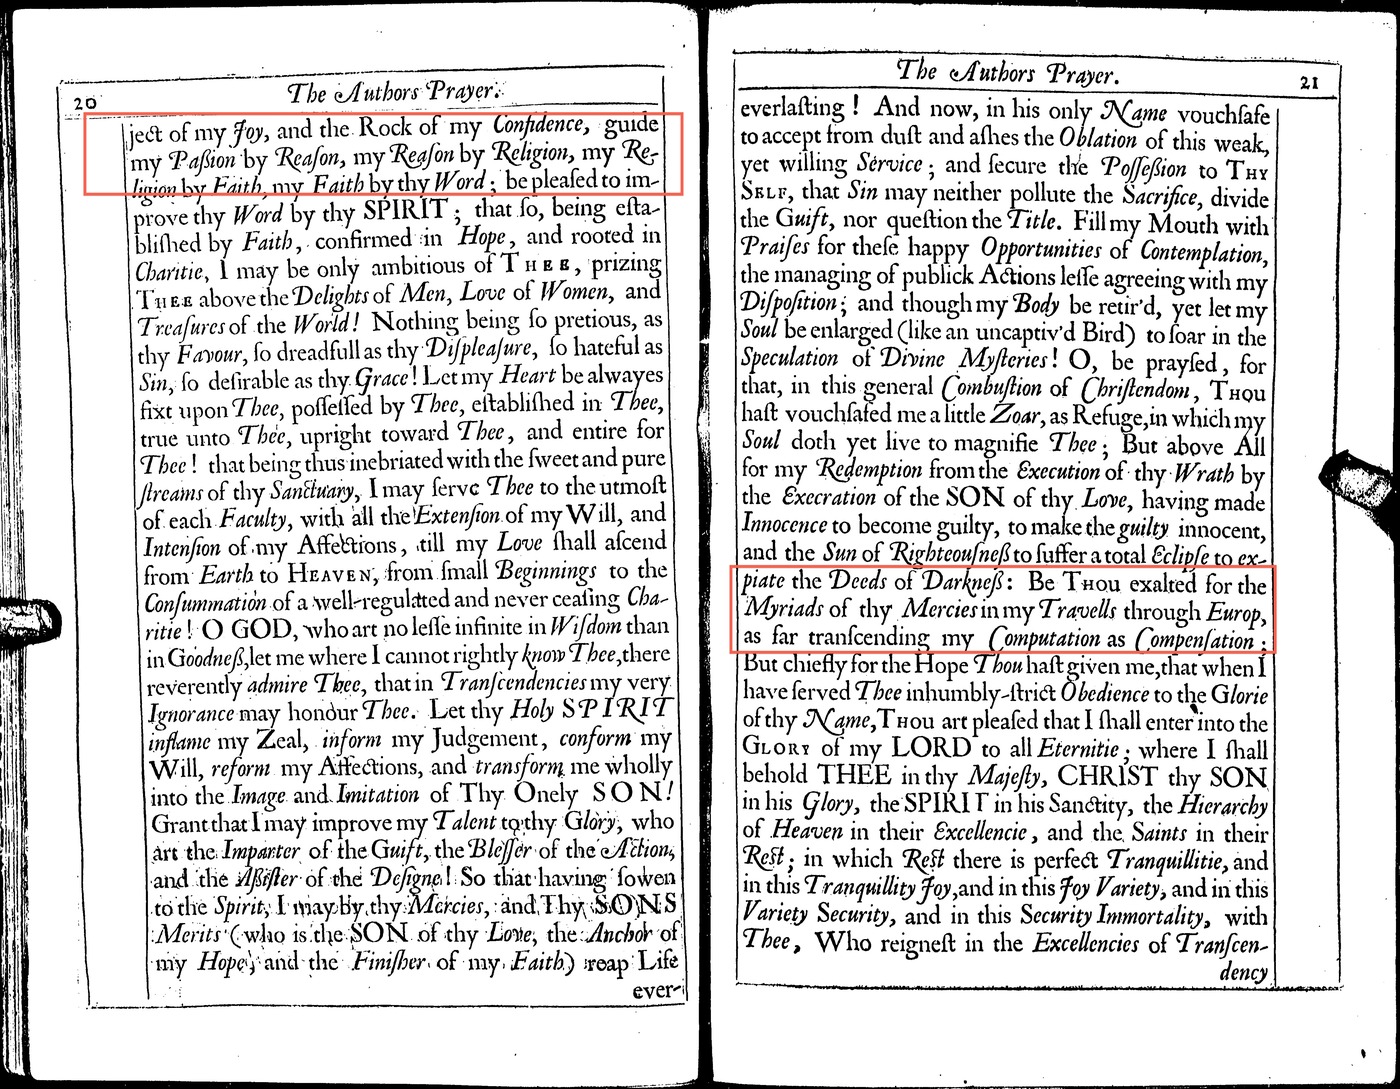 20
The Authors Prayer.
ject of my Joy, and the Rock of my Confidence, guide
my Paſſion by Reaſon, my Reaſon by Religion, my Re-
ligion by Faith, my Faith by thy Word; be pleaſed to im-
prove thy Word by thy SPIRIT; that ſo, being eſta-
bliſhed by Faith, confirmed in Hope, and rooted in
Charitie, I may be only ambitious of THEE, prizing
THEE above the Delights of Men, Love of Women, and
Treaſures of the World! Nothing being ſo pretious, as
thy Favour, ſo dreadfull as thy Diſpleaſure, ſo hateful as
Sin, ſo deſirable as thy Grace! Let my Heart be alwayes
fixt upon Thee, poſſeſſed by Thee, eſtabliſhed in Thee,
true unto Thee, upright toward Thee, and entire for
Thee! that being thus inebriated with the ſweet and pure
ſtreams of thy Sanctuary, I may ſerve Thee to the utmoſt
of each Faculty, with all the Extenſion of my Will, and
Intenſion of my Affections, till my Love ſhall aſcend
from Earth to HEAVEN, from ſmall Beginnings to the
Conſummation of a well-regulated and never ceaſing Cha-
ritie! O GOD, who art no leſſe infinite in Wiſdom than
in Goodneß, let me where I cannot rightly know Thee, there
reverently admire Thee, that in Tranſcendencies my very
Ignorance may honour Thee. Let thy Holy SPIRIT
inflame my Zeal, inform my Judgement, conform my
Will, reform my Affections, and transform me wholly
into the Image and Imitation of Thy Onely SON!
Grant that I may improve my Talent to thy Glory, who
art the Imparter of the Guift, the Bleſſer of the Action,
and the Aßiſter of the Deſigne! So that having ſowen
to the Spirit, I may by thy Mercies, and Thy SONS
Merits (who is the SON of thy Love, the Anchor of
my Hope, and the Finiſher of my Faith) reap Life
ever-
The Authors Prayer.
21
everlaſting! And now, in his only Name vouchſafe
to accept from duſt and aſhes the Oblation of this weak,
yet willing Service; and ſecure the Poſſeßion to THY
SELF, that Sin may neither pollute the Sacrifice, divide
the Guift, nor queſtion the Title. Fill my Mouth with
Praiſes for theſe happy Opportunities of Contemplation,
the managing of publick Actions leſſe agreeing with my
Diſpoſition; and though my Body be retir'd, yet let my
Soul be enlarged (like an uncaptiv'd Bird) to ſoar in the
Speculation of Divine Myſteries! O, be prayſed, for
that, in this general Combuſtion of Chriſtendom, THOU
haſt vouchſafed me a little Zoar, as Refuge, in which my
Soul doth yet live to magnifie Thee; But above All
for my Redemption from the Execution of thy Wrath by
the Execration of the SON of thy Love, having made
Innocence to become guilty, to make the guilty innocent,
and the Sun of Righteouſneß to ſuffer a total Eclipſe to ex-
piate the Deeds of Darkneß: Be THOU exalted for the
Myriads of thy Mercies in my Travells through Europ,
as far tranſcending my Computation as Compenſation;
But chiefly for the Hope Thou haſt given me, that when I
have ſerved Thee in humbly-ſtrict Obedience to the Glorie
of thy Name, THOU art pleaſed that I ſhall enter into the
GLORY of my LORD to all Eternitie; where I ſhall
behold THEE in thy Majeſty, CHRIST thy SON
in his Glory, the SPIRIT in his Sanctity, the Hierarchy
of Heaven in their Excellencie, and the Saints in their
Reſt; in which Reſt there is perfect Tranquillitie, and
in this Tranquillity Joy, and in this Joy Variety, and in this
Variety Security, and in this Security Immortality, with
Thee, Who reigneſt in the Excellencies of Tranſcen-
dency